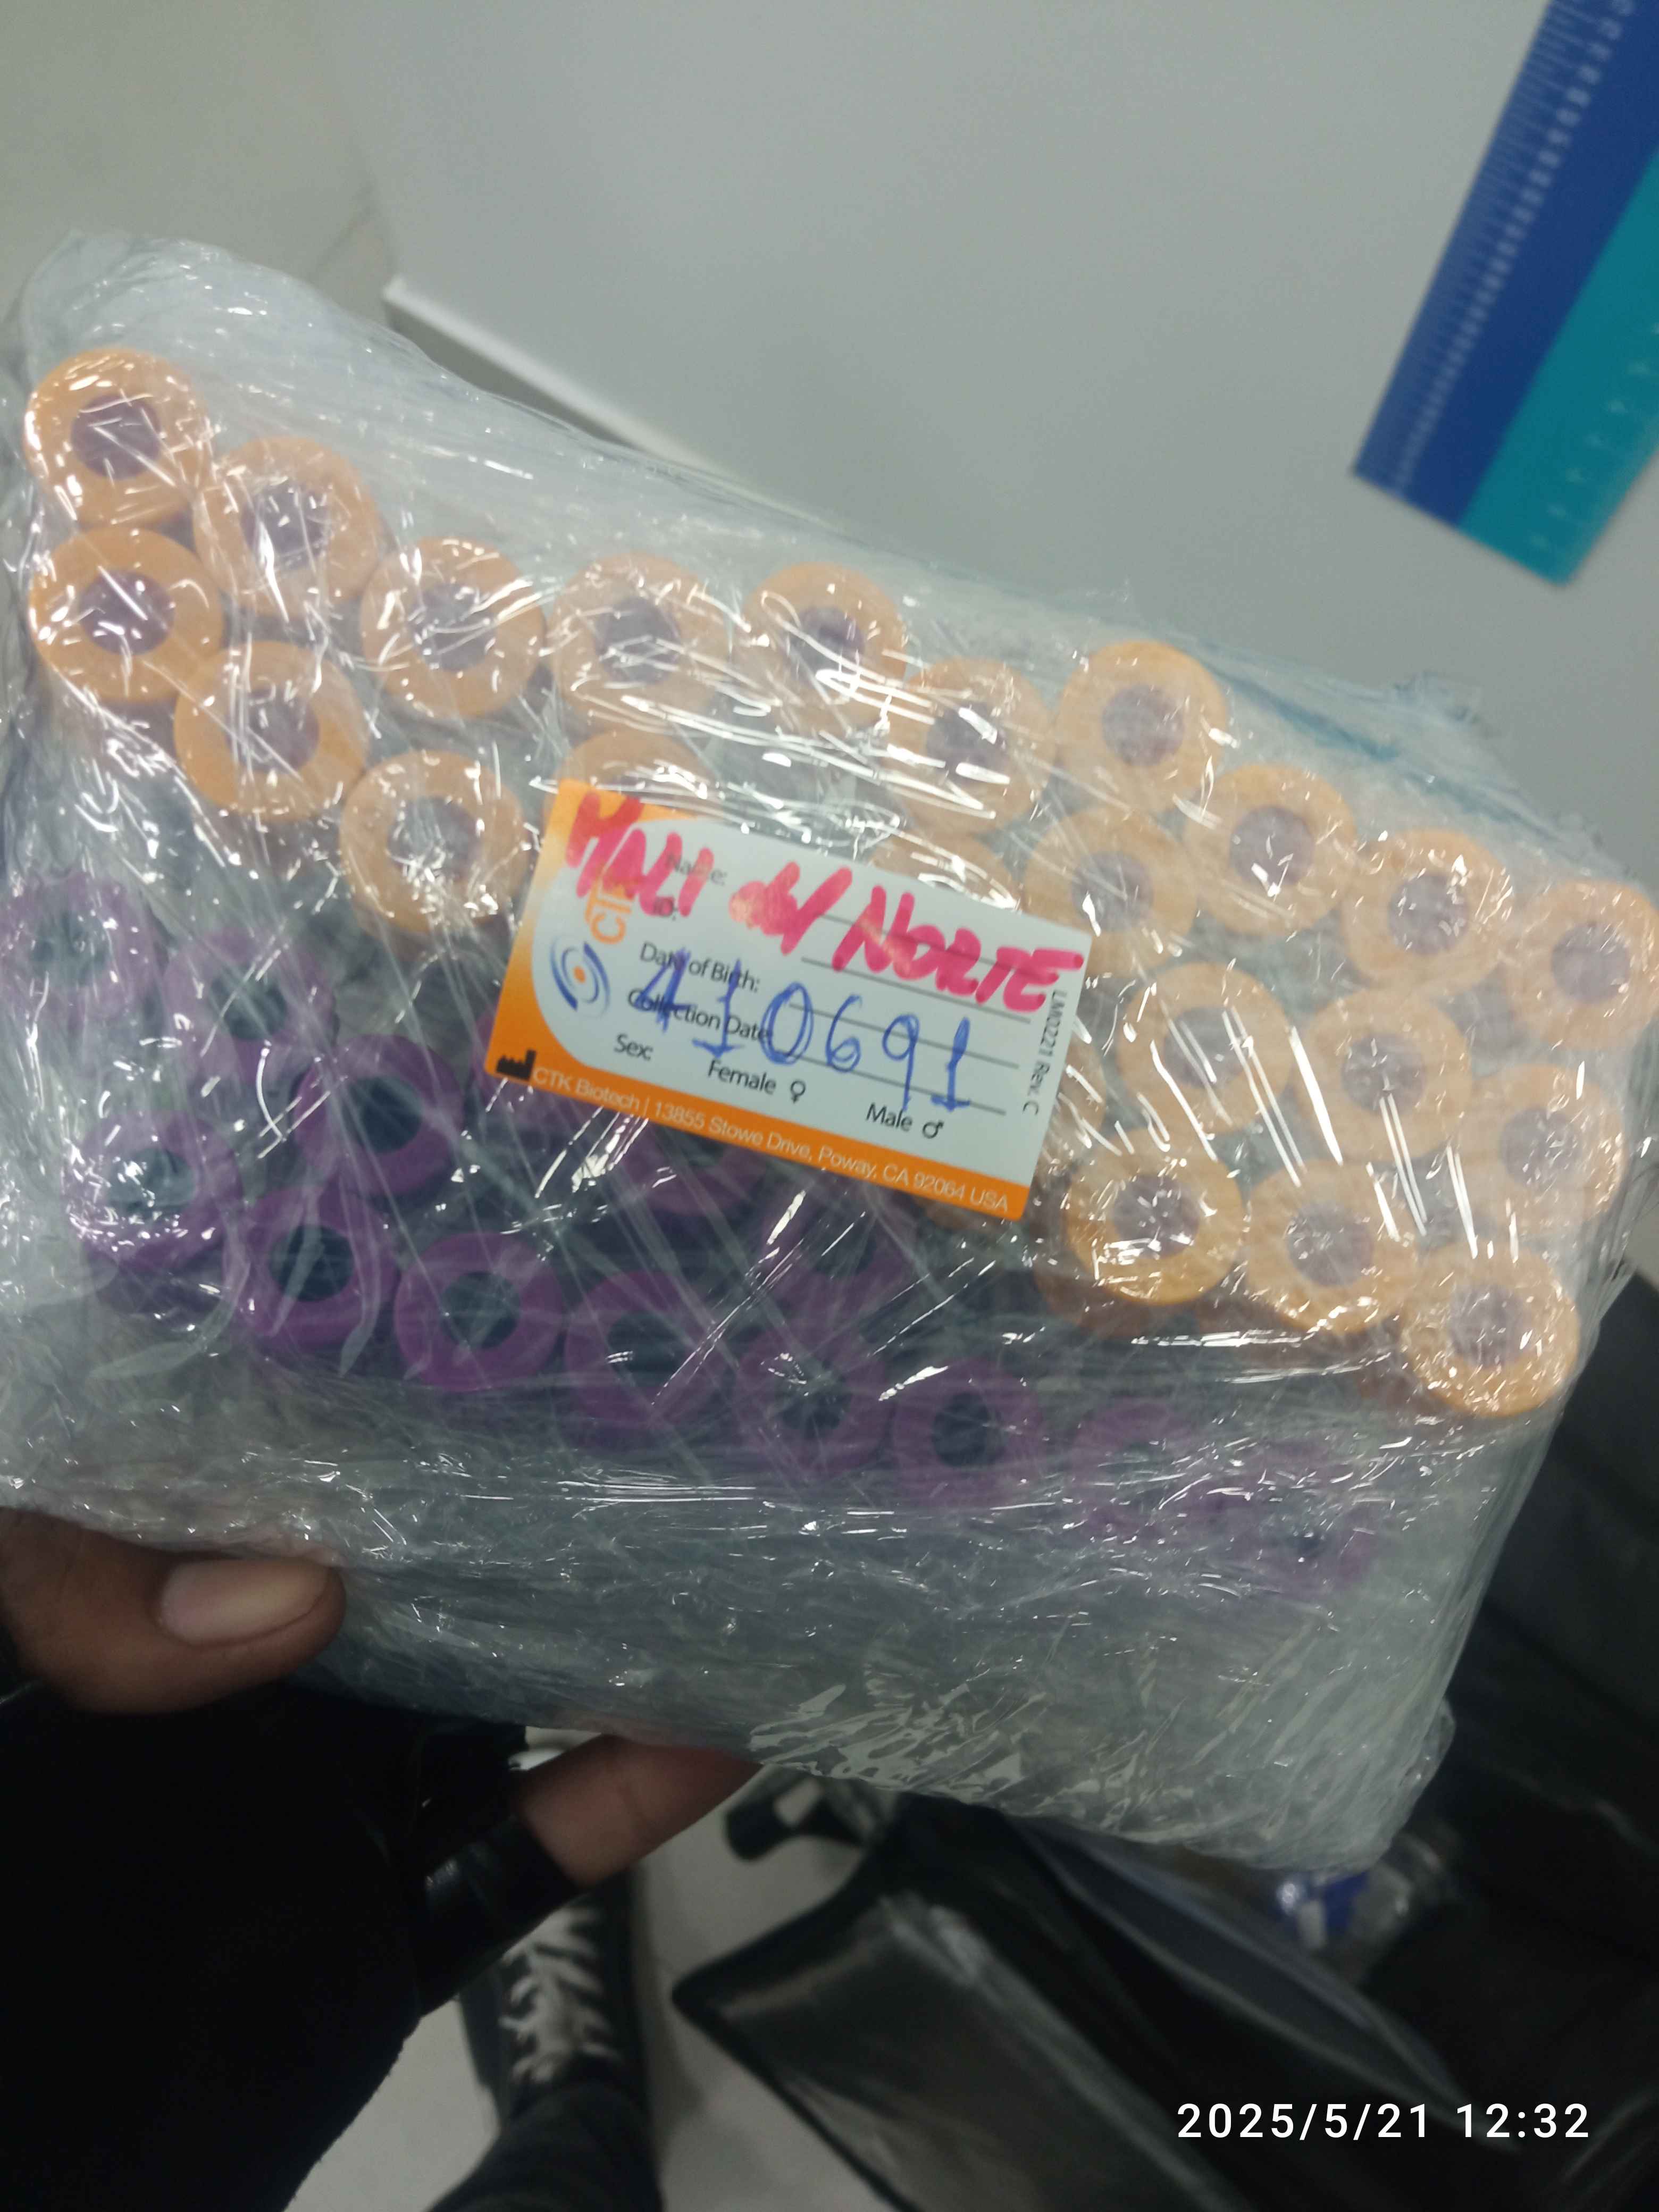 MALI del NORTE
Name:
ID:
410691
Date of Birth:
Collection Date:
Sex:
Female ♀
Male ♂
CTK
LM0221 Rev. C
CTK Biotech | 13855 Stowe Drive, Poway, CA 92064 USA
2025/5/21 12:32